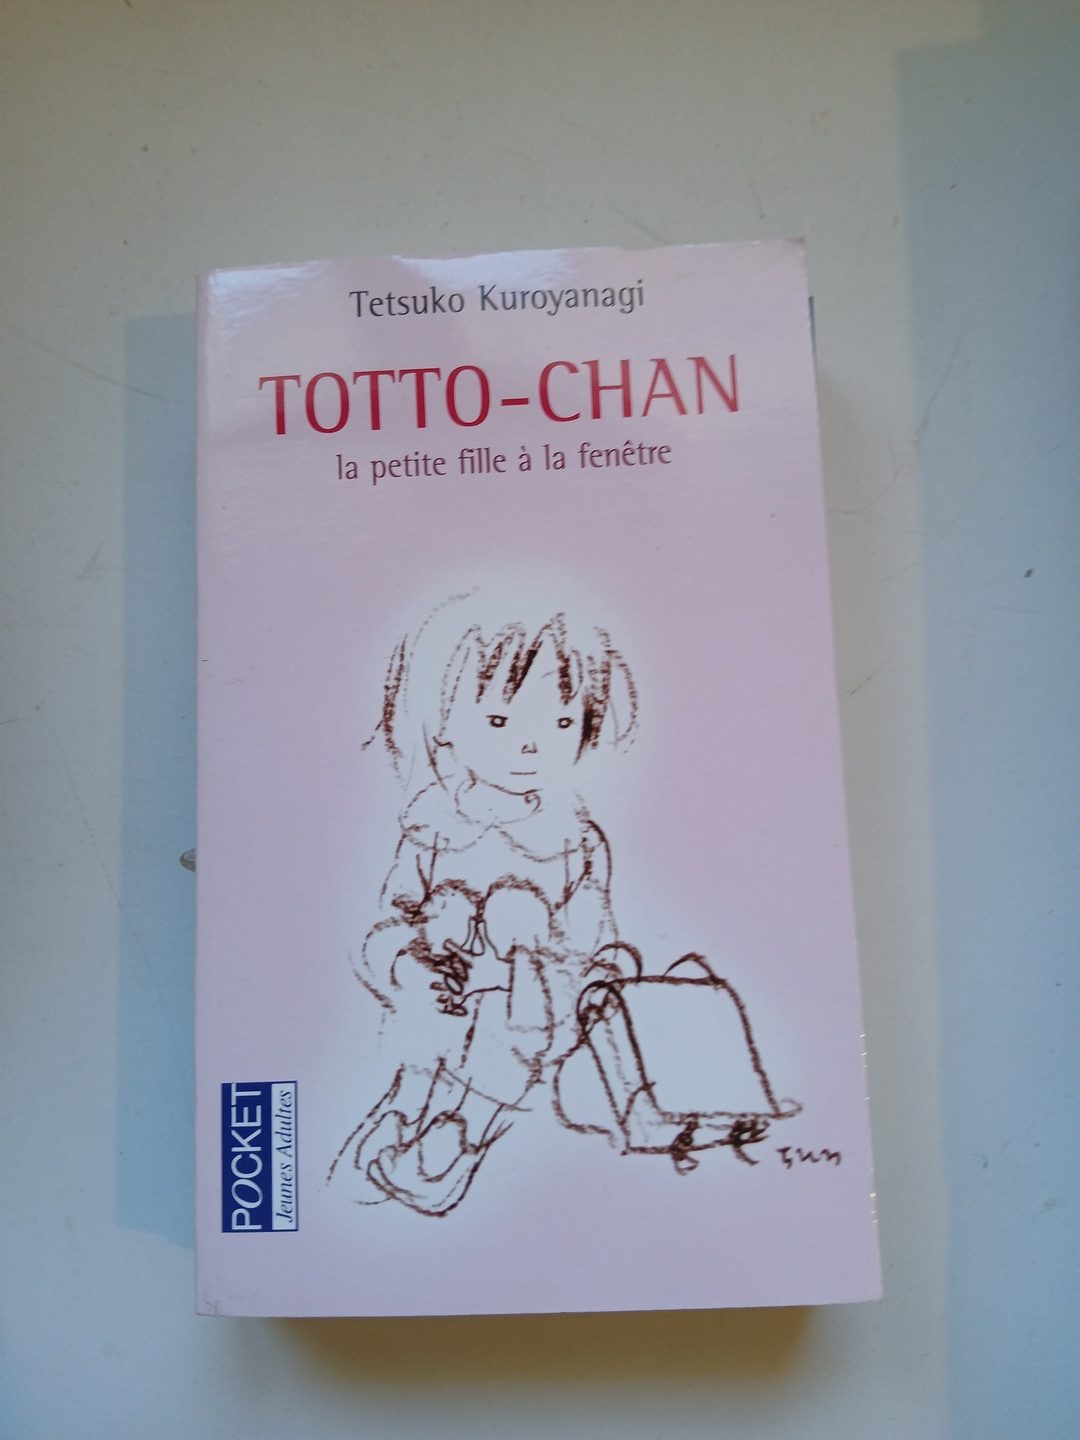 Tetsuko Kuroyanagi
TOTTO-CHAN
la petite fille à la fenêtre
POCKET
Jeunes Adultes